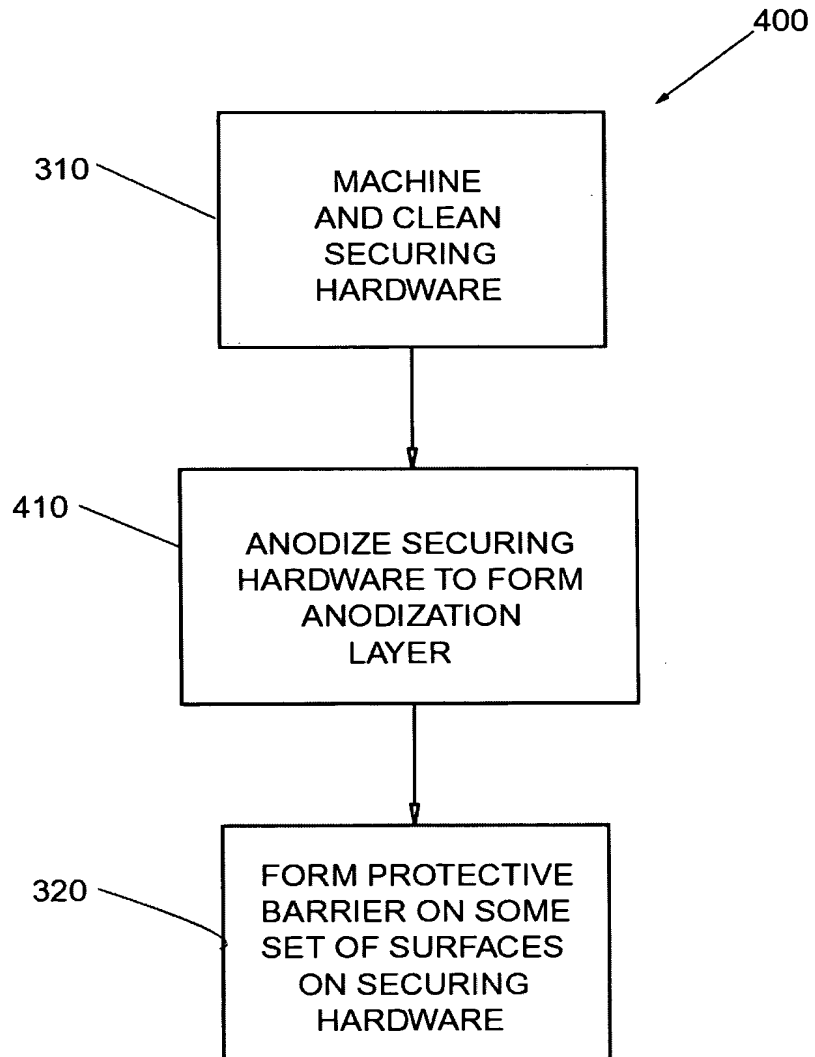 400
310
MACHINE
AND CLEAN
SECURING
HARDWARE
410
ANODIZE SECURING
HARDWARE TO FORM
ANODIZATION
LAYER
320
FORM PROTECTIVE
BARRIER ON SOME
SET OF SURFACES
ON SECURING
HARDWARE